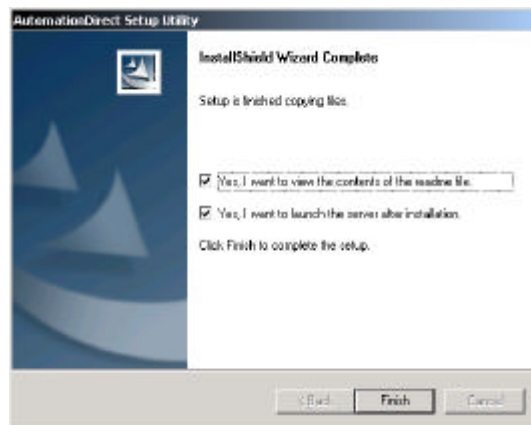 AutomationDirect Setup Utility
InstallShield Wizard Complete
Setup is finished copying files.
Yes, I want to view the contents of the readme file.
Yes, I want to launch the server after installation.
Click Finish to complete the setup.
< Back
Finish
Cancel